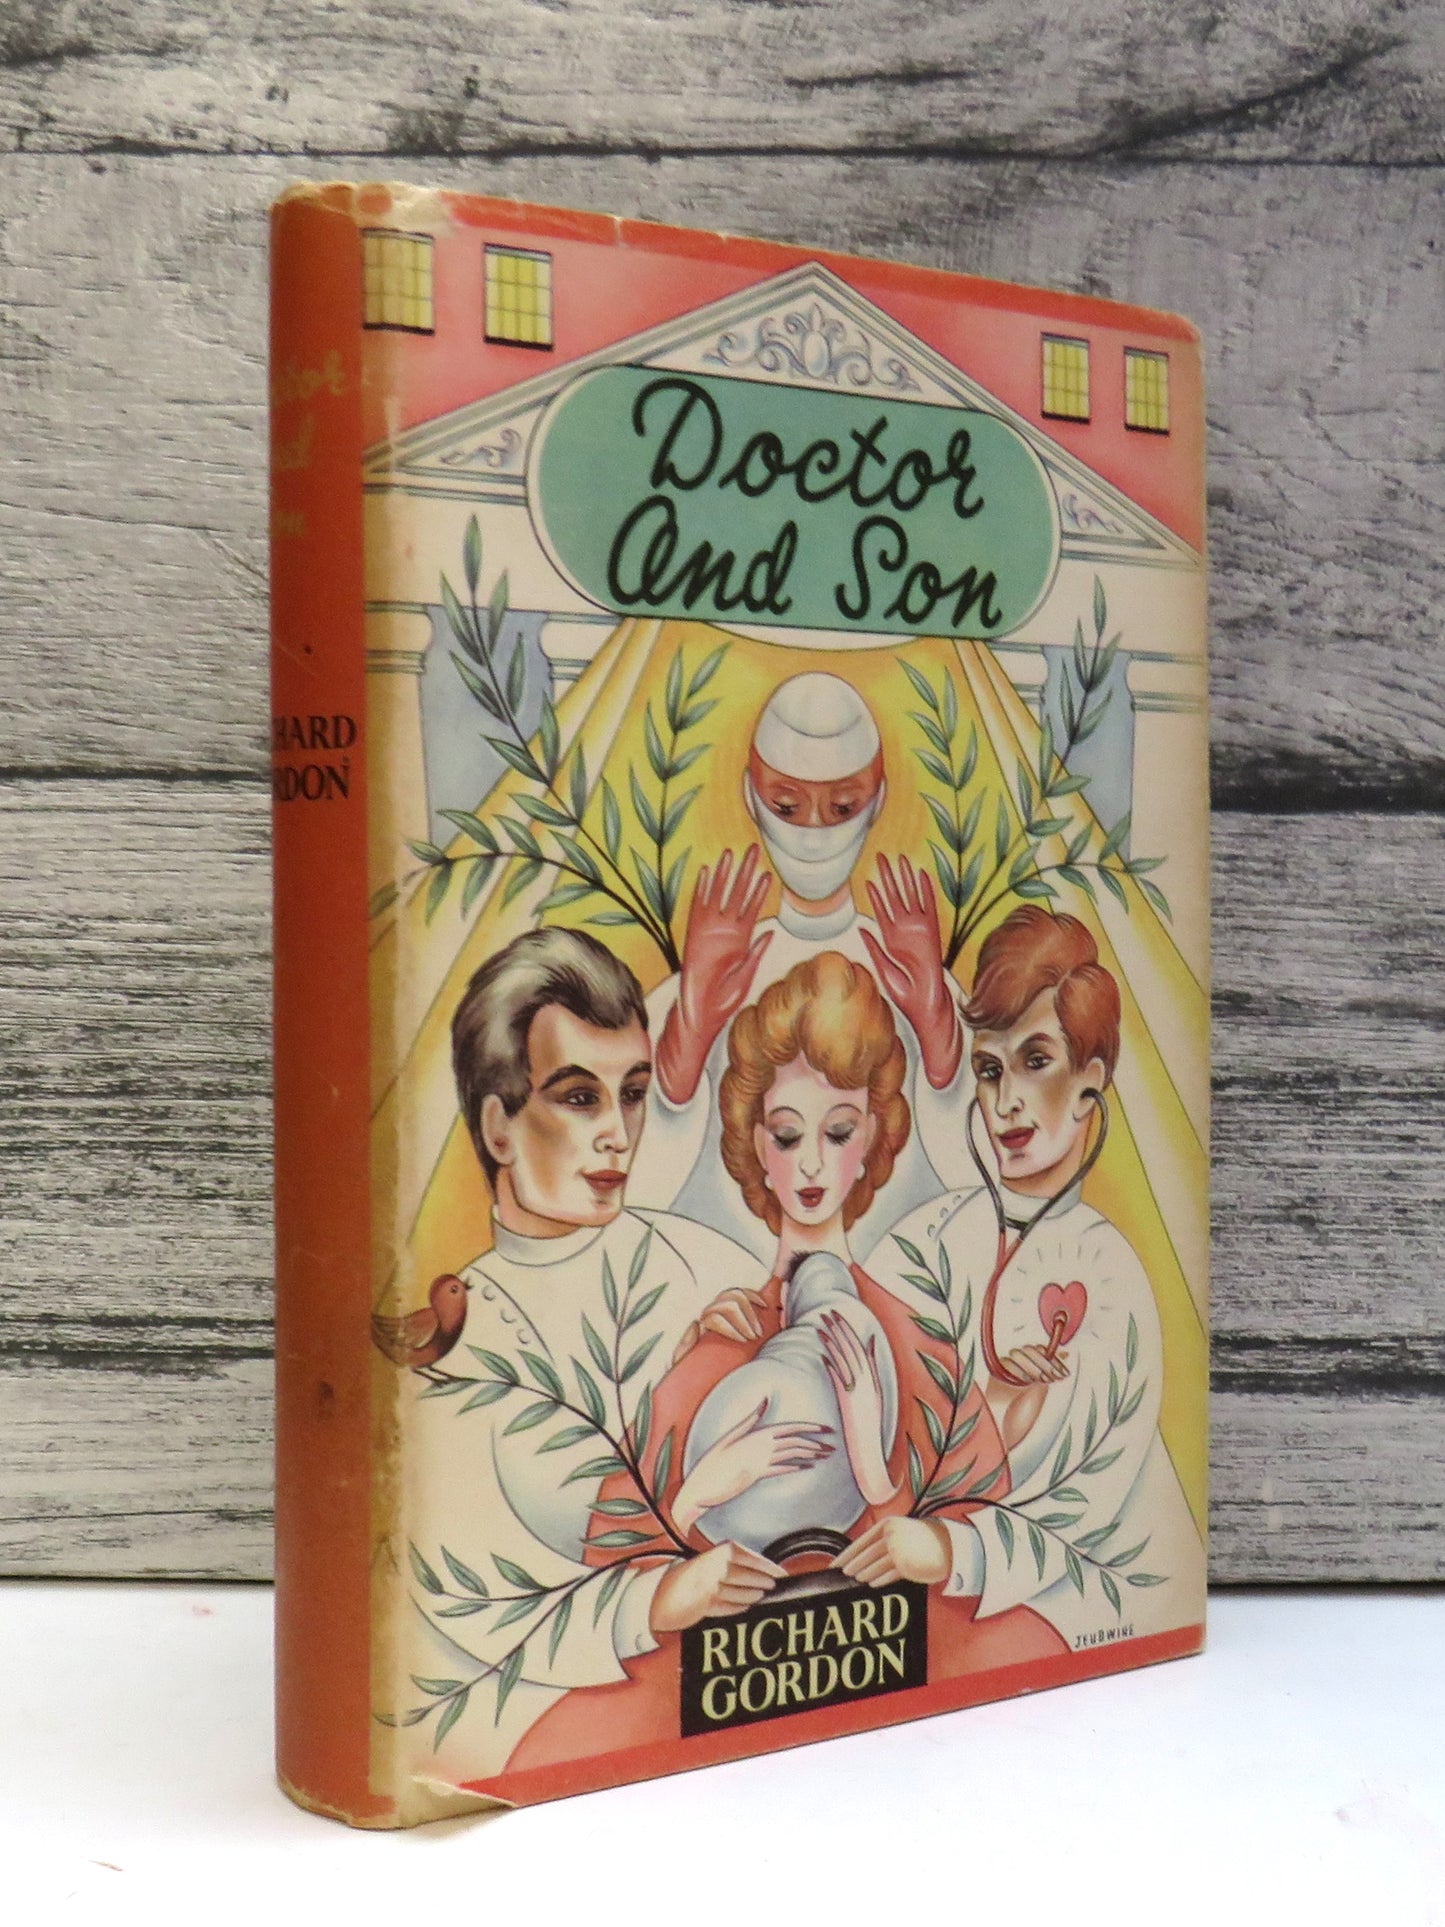 Doctor
And Son
RICHARD
GORDON
JEUDWINE